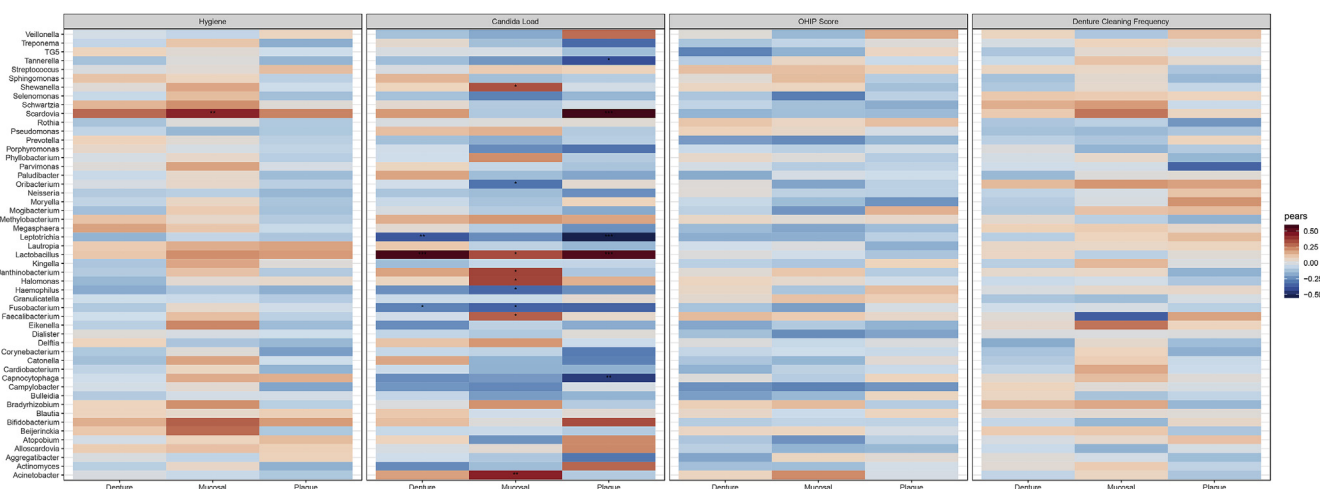 Hygiene
Candida Load
OHIP Score
Denture Cleaning Frequency
Veillonella
Treponema
TG5
Tannerella
Streptococcus
Sphingomonas
Shewanella
Selenomonas
Schwartzia
Scardovia
Rothia
Pseudomonas
Prevotella
Porphyromonas
Phyllobacterium
Parvimonas
Paludibacter
Oribacterium
Neisseria
Moryella
Mogibacterium
Methylobacterium
Megasphaera
Leptotrichia
Lautropia
Lactobacillus
Kingella
anthinobacterium
Halomonas
Haemophilus
Granulicatella
Fusobacterium
Faecalibacterium
Eikenella
Dialister
Delftia
Corynebacterium
Catonella
Cardiobacterium
Capnocytophaga
Campylobacter
Bulleidia
Bradyrhizobium
Blautia
Bifidobacterium
Beijerinckia
Atopobium
Alloscardovia
Aggregatibacter
Actinomyces
Acinetobacter
Denture Mucosal Plaque
Denture Mucosal Plaque
Denture Mucosal Plaque
Denture Mucosal Plaque
pears
0.50
0.25
0.00
−0.25
−0.50